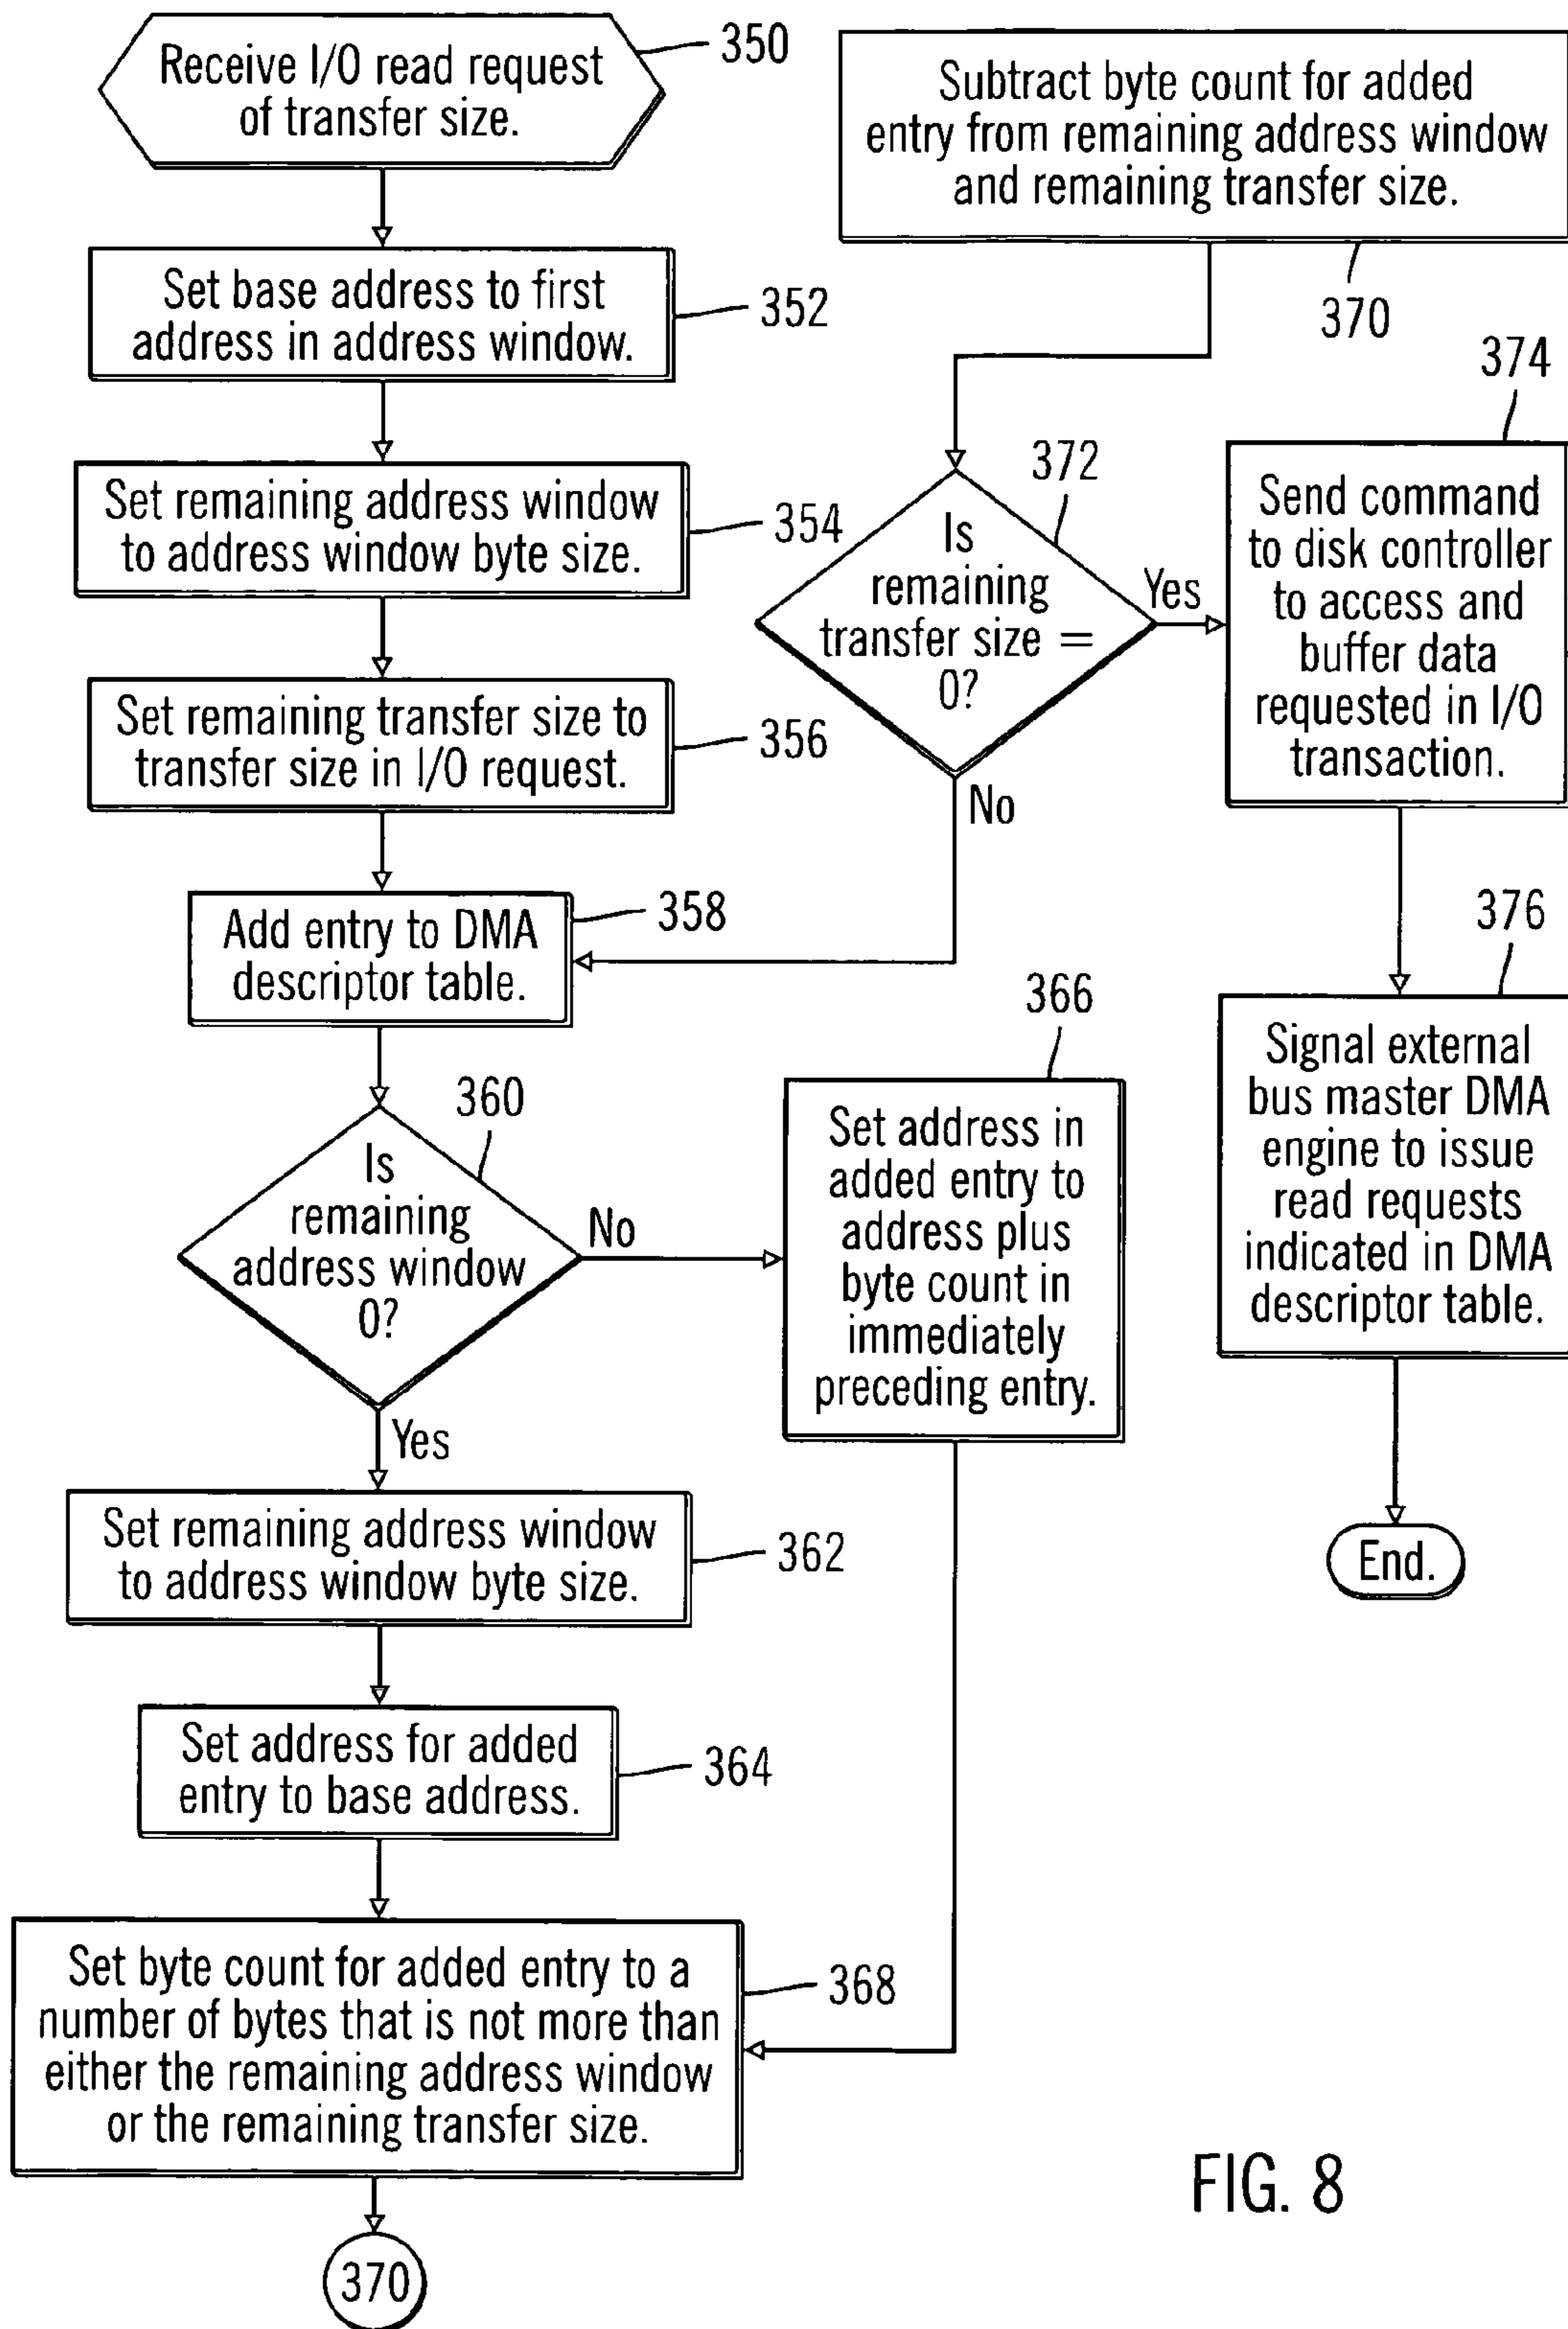 Receive I/O read request
of transfer size.
350
Set base address to first
address in address window.
352
Set remaining address window
to address window byte size.
354
Set remaining transfer size to
transfer size in I/O request.
356
Add entry to DMA
descriptor table.
358
Is
remaining
address window
0?
360
No
Yes
Set remaining address window
to address window byte size.
362
Set address for added
entry to base address.
364
Set address in
added entry to
address plus
byte count in
immediately
preceding entry.
366
Set byte count for added entry to a
number of bytes that is not more than
either the remaining address window
or the remaining transfer size.
368
370
Subtract byte count for added
entry from remaining address window
and remaining transfer size.
370
Is
remaining
transfer size =
0?
372
Yes
No
Send command
to disk controller
to access and
buffer data
requested in I/O
transaction.
374
Signal external
bus master DMA
engine to issue
read requests
indicated in DMA
descriptor table.
376
End.
FIG. 8